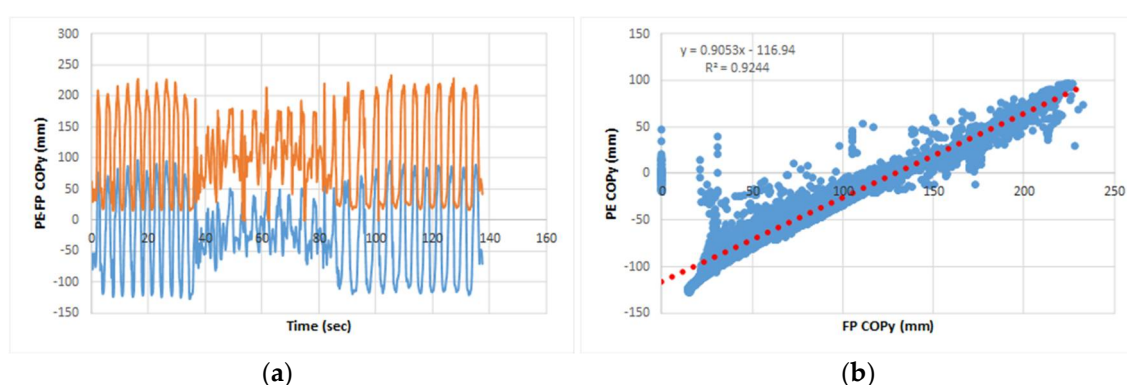 300
250
200
150
100
50
0
-50
-100
-150
0 20 40 60 80 100 120 140 160
PE-FP COPy (mm)
Time (sec)
(a)
y = 0.9053x - 116.94
R² = 0.9244
150
100
50
0
-50
-100
-150
0 50 100 150 200 250
PE COPy (mm)
FP COPy (mm)
(b)